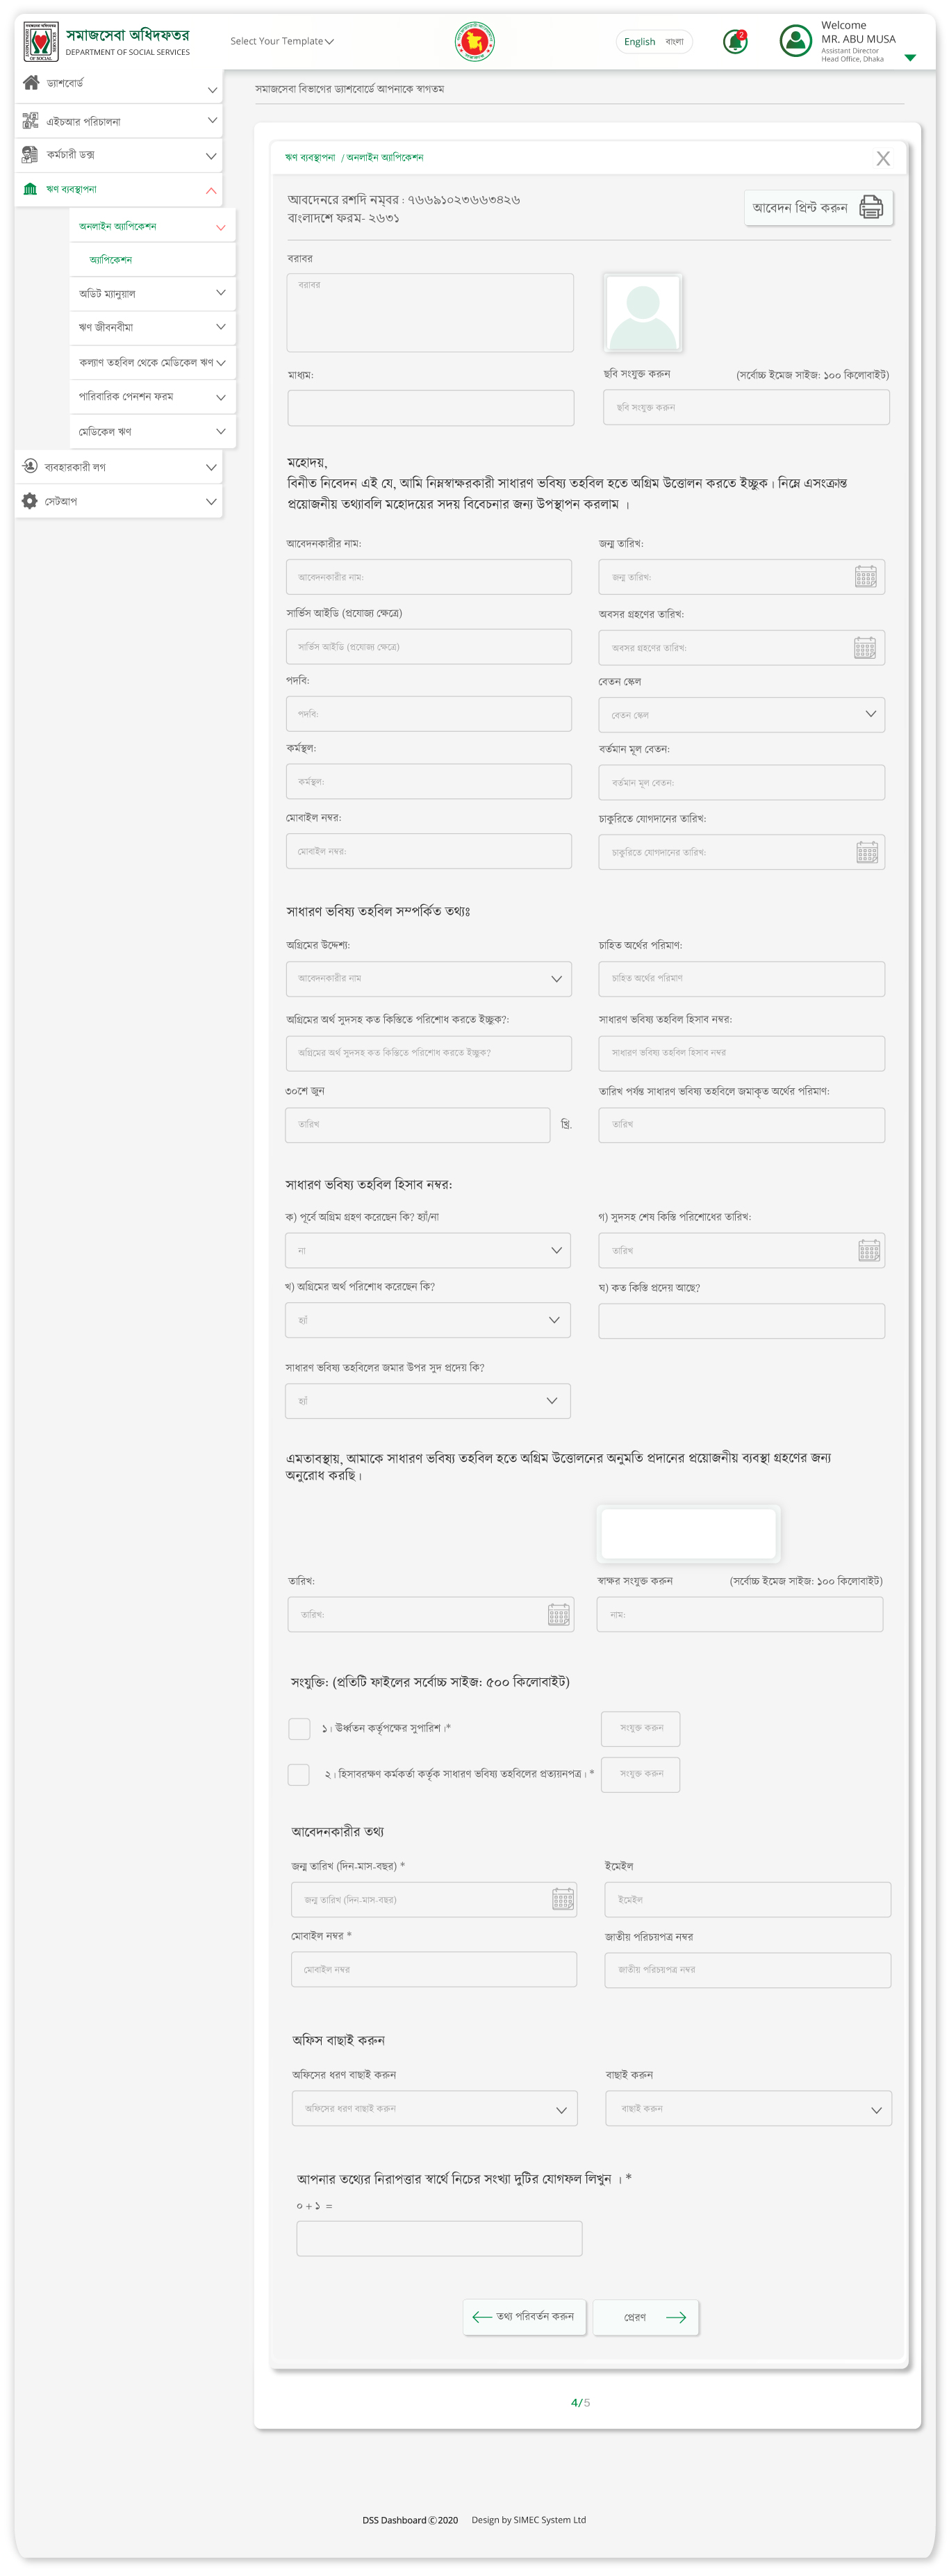 সমাজসেবা অধিদফতর
DEPARTMENT OF SOCIAL SERVICES
Select Your Template
English বাংলা
2
Welcome
MR. ABU MUSA
Assistant Director
Head Office, Dhaka
ড্যাশবোর্ড
এইচআর পরিচালনা
কর্মচারী ডক্স
ঋণ ব্যবস্থাপনা
অনলাইন অ্যাপিকেশন
অ্যাপিকেশন
অডিট ম্যানুয়াল
ঋণ জীবনবীমা
কল্যাণ তহবিল থেকে মেডিকেল ঋণ
পারিবারিক পেনশন ফরম
মেডিকেল ঋণ
ব্যবহারকারী লগ
সেটআপ
সমাজসেবা বিভাগের ড্যাশবোর্ডে আপনাকে স্বাগতম
ঋণ ব্যবস্থাপনা / অনলাইন অ্যাপিকেশন
X
আবেদেনরে রশদি নম্বর : ৭৬৬৯১০২৩৬৬৩৪২৬
বাংলাদশে ফরম- ২৬৩১
আবেদন প্রিন্ট করুন
বরাবর
বরাবর
মাধ্যম:
ছবি সংযুক্ত করুন (সর্বোচ্চ ইমেজ সাইজ: ১০০ কিলোবাইট)
ছবি সংযুক্ত করুন
মহোদয়,
বিনীত নিবেদন এই যে, আমি নিম্নস্বাক্ষরকারী সাধারণ ভবিষ্য তহবিল হতে অগ্রিম উত্তোলন করতে ইচ্ছুক। নিম্নে এসংক্রান্ত
প্রয়োজনীয় তথ্যাবলি মহোদয়ের সদয় বিবেচনার জন্য উপস্থাপন করলাম ।
আবেদনকারীর নাম: জন্ম তারিখ:
আবেদনকারীর নাম: জন্ম তারিখ:
সার্ভিস আইডি (প্রযোজ্য ক্ষেত্রে) অবসর গ্রহণের তারিখ:
সার্ভিস আইডি (প্রযোজ্য ক্ষেত্রে) অবসর গ্রহণের তারিখ:
পদবি: বেতন স্কেল
পদবি: বেতন স্কেল
কর্মস্থল: বর্তমান মূল বেতন:
কর্মস্থল: বর্তমান মূল বেতন:
মোবাইল নম্বর: চাকুরিতে যোগদানের তারিখ:
মোবাইল নম্বর: চাকুরিতে যোগদানের তারিখ:
সাধারণ ভবিষ্য তহবিল সম্পর্কিত তথ্যঃ
অগ্রিমের উদ্দেশ্য: চাহিত অর্থের পরিমাণ:
আবেদনকারীর নাম চাহিত অর্থের পরিমাণ
অগ্রিমের অর্থ সুদসহ কত কিস্তিতে পরিশোধ করতে ইচ্ছুক?: সাধারণ ভবিষ্য তহবিল হিসাব নম্বর:
অগ্রিমের অর্থ সুদসহ কত কিস্তিতে পরিশোধ করতে ইচ্ছুক? সাধারণ ভবিষ্য তহবিল হিসাব নম্বর
৩০শে জুন তারিখ পর্যন্ত সাধারণ ভবিষ্য তহবিলে জমাকৃত অর্থের পরিমাণ:
তারিখ খ্রি. তারিখ
সাধারণ ভবিষ্য তহবিল হিসাব নম্বর:
ক) পূর্বে অগ্রিম গ্রহণ করেছেন কি? হ্যাঁ/না গ) সুদসহ শেষ কিস্তি পরিশোধের তারিখ:
না তারিখ
খ) অগ্রিমের অর্থ পরিশোধ করেছেন কি? ঘ) কত কিস্তি প্রদেয় আছে?
হ্যাঁ
সাধারণ ভবিষ্য তহবিলের জমার উপর সুদ প্রদেয় কি?
হ্যাঁ
এমতাবস্থায়, আমাকে সাধারণ ভবিষ্য তহবিল হতে অগ্রিম উত্তোলনের অনুমতি প্রদানের প্রয়োজনীয় ব্যবস্থা গ্রহণের জন্য
অনুরোধ করছি।
তারিখ: স্বাক্ষর সংযুক্ত করুন (সর্বোচ্চ ইমেজ সাইজ: ১০০ কিলোবাইট)
তারিখ: নাম:
সংযুক্তি: (প্রতিটি ফাইলের সর্বোচ্চ সাইজ: ৫০০ কিলোবাইট)
১। উর্ধ্বতন কর্তৃপক্ষের সুপারিশ।* সংযুক্ত করুন
২। হিসাবরক্ষণ কর্মকর্তা কর্তৃক সাধারণ ভবিষ্য তহবিলের প্রত্যয়নপত্র। * সংযুক্ত করুন
আবেদনকারীর তথ্য
জন্ম তারিখ (দিন-মাস-বছর) * ইমেইল
জন্ম তারিখ (দিন-মাস-বছর) ইমেইল
মোবাইল নম্বর * জাতীয় পরিচয়পত্র নম্বর
মোবাইল নম্বর জাতীয় পরিচয়পত্র নম্বর
অফিস বাছাই করুন
অফিসের ধরণ বাছাই করুন বাছাই করুন
অফিসের ধরণ বাছাই করুন বাছাই করুন
আপনার তথ্যের নিরাপত্তার স্বার্থে নিচের সংখ্যা দুটির যোগফল লিখুন । *
০ + ১ =
তথ্য পরিবর্তন করুন প্রেরণ
4/5
DSS Dashboard ©2020 Design by SIMEC System Ltd